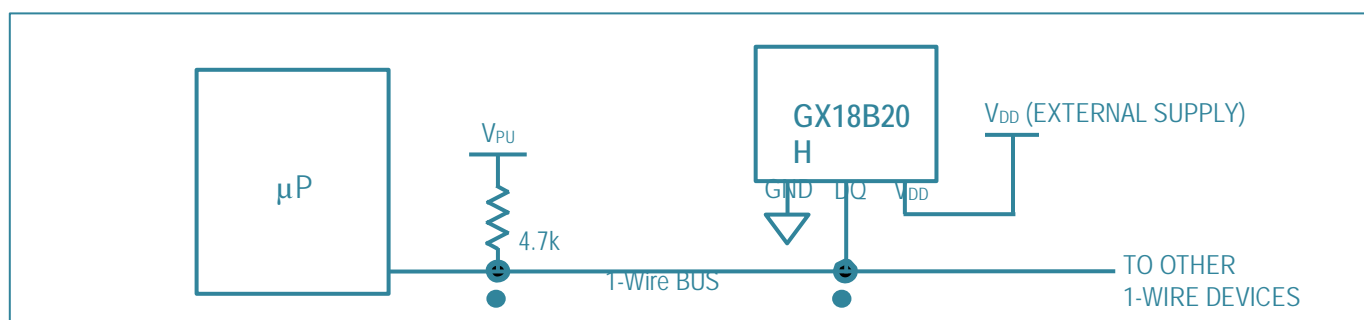 µP
VPU
4.7k
1-Wire BUS
GX18B20
H
GND DQ VDD
VDD (EXTERNAL SUPPLY)
TO OTHER
1-WIRE DEVICES